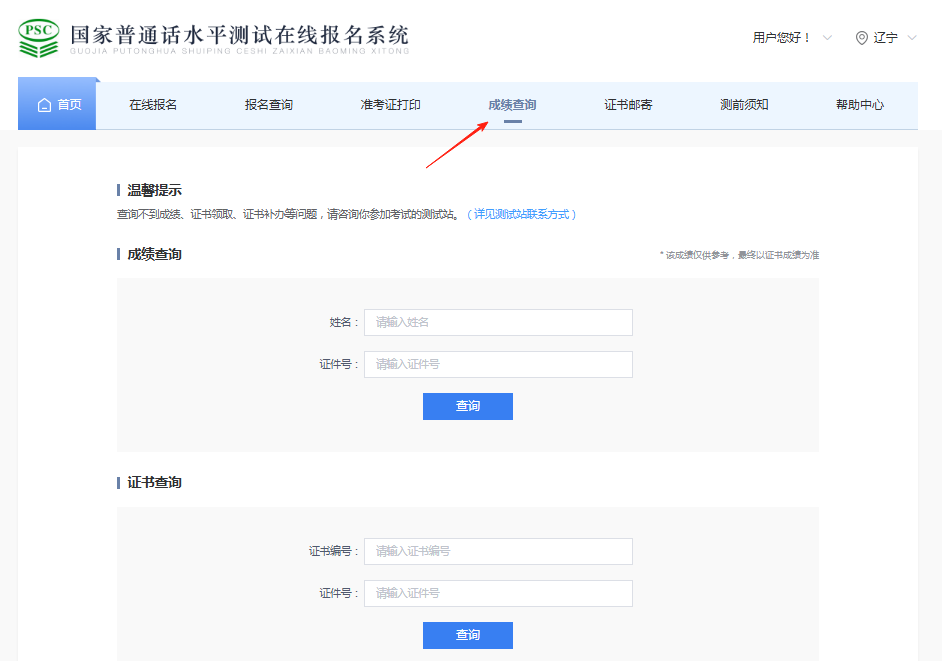 PSC
国家普通话水平测试在线报名系统
GUOJIA PUTONGHUA SHUIPING CESHI ZAIXIAN BAOMING XITONG
用户您好！ 辽宁
首页 在线报名 报名查询 准考证打印 成绩查询 证书邮寄 测前须知 帮助中心
温馨提示
查询不到成绩、证书领取、证书补办等问题，请咨询你参加考试的测试站。（详见测试站联系方式）
成绩查询 * 该成绩仅供参考，最终以证书成绩为准
姓名： 请输入姓名
证件号： 请输入证件号
查询
证书查询
证书编号： 请输入证书编号
证件号： 请输入证件号
查询